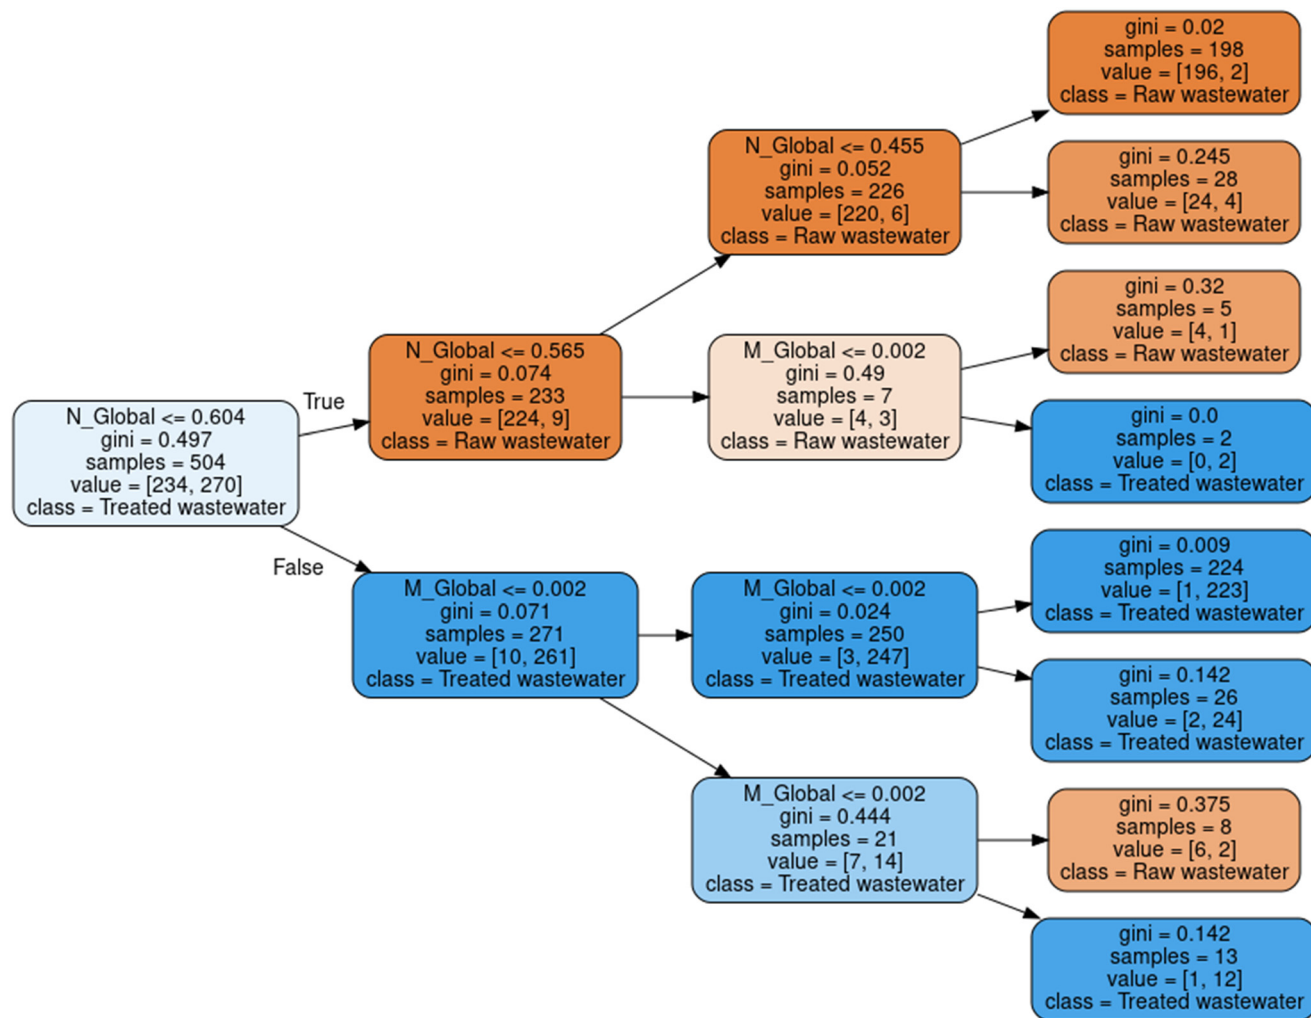 N_Global <= 0.604
gini = 0.497
samples = 504
value = [234, 270]
class = Treated wastewater
True
False
N_Global <= 0.565
gini = 0.074
samples = 233
value = [224, 9]
class = Raw wastewater
M_Global <= 0.002
gini = 0.071
samples = 271
value = [10, 261]
class = Treated wastewater
N_Global <= 0.455
gini = 0.052
samples = 226
value = [220, 6]
class = Raw wastewater
M_Global <= 0.002
gini = 0.49
samples = 7
value = [4, 3]
class = Raw wastewater
M_Global <= 0.002
gini = 0.024
samples = 250
value = [3, 247]
class = Treated wastewater
M_Global <= 0.002
gini = 0.444
samples = 21
value = [7, 14]
class = Treated wastewater
gini = 0.02
samples = 198
value = [196, 2]
class = Raw wastewater
gini = 0.245
samples = 28
value = [24, 4]
class = Raw wastewater
gini = 0.32
samples = 5
value = [4, 1]
class = Raw wastewater
gini = 0.0
samples = 2
value = [0, 2]
class = Treated wastewater
gini = 0.009
samples = 224
value = [1, 223]
class = Treated wastewater
gini = 0.142
samples = 26
value = [2, 24]
class = Treated wastewater
gini = 0.375
samples = 8
value = [6, 2]
class = Raw wastewater
gini = 0.142
samples = 13
value = [1, 12]
class = Treated wastewater